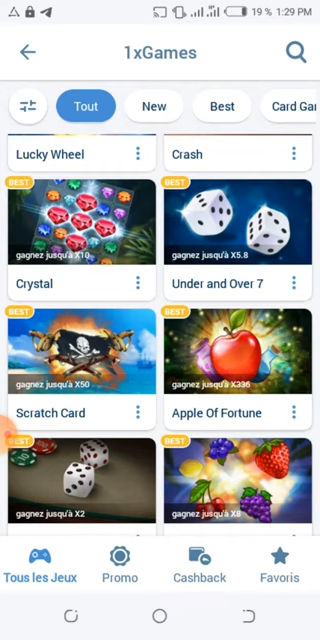 19 % 1:29 PM
1xGames
Tout
New
Best
Card Gar
Lucky Wheel
Crash
BEST
BEST
gagnez jusqu'à X10
gagnez jusqu'à X5.8
Crystal
Under and Over 7
BEST
BEST
gagnez jusqu'à X50
gagnez jusqu'à X336
Scratch Card
Apple Of Fortune
BEST
BEST
gagnez jusqu'à X2
gagnez jusqu'à X8
Tous les Jeux
Promo
Cashback
Favoris